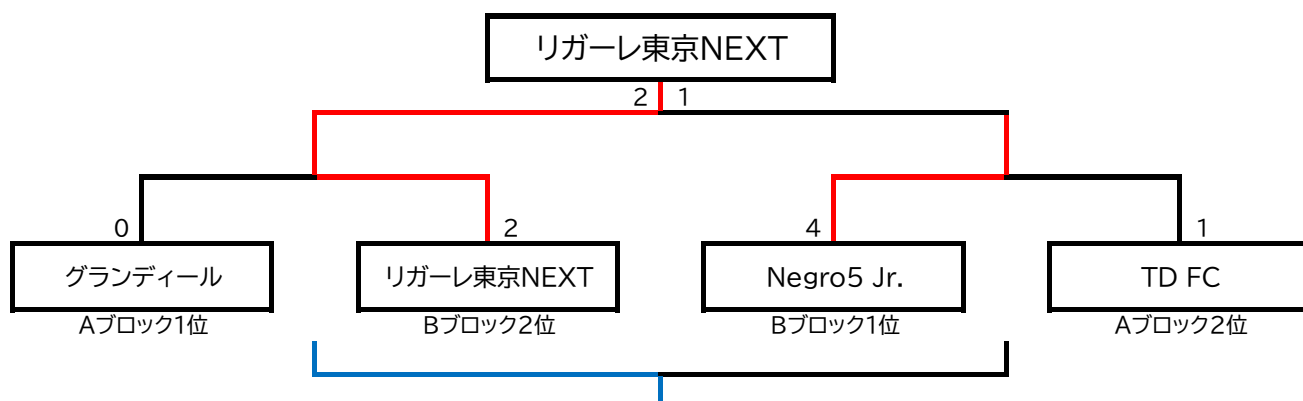 リガーレ東京NEXT
2 1
0 2 4 1
グランディール リガーレ東京NEXT Negro5 Jr. TD FC
Aブロック1位 Bブロック2位 Bブロック1位 Aブロック2位